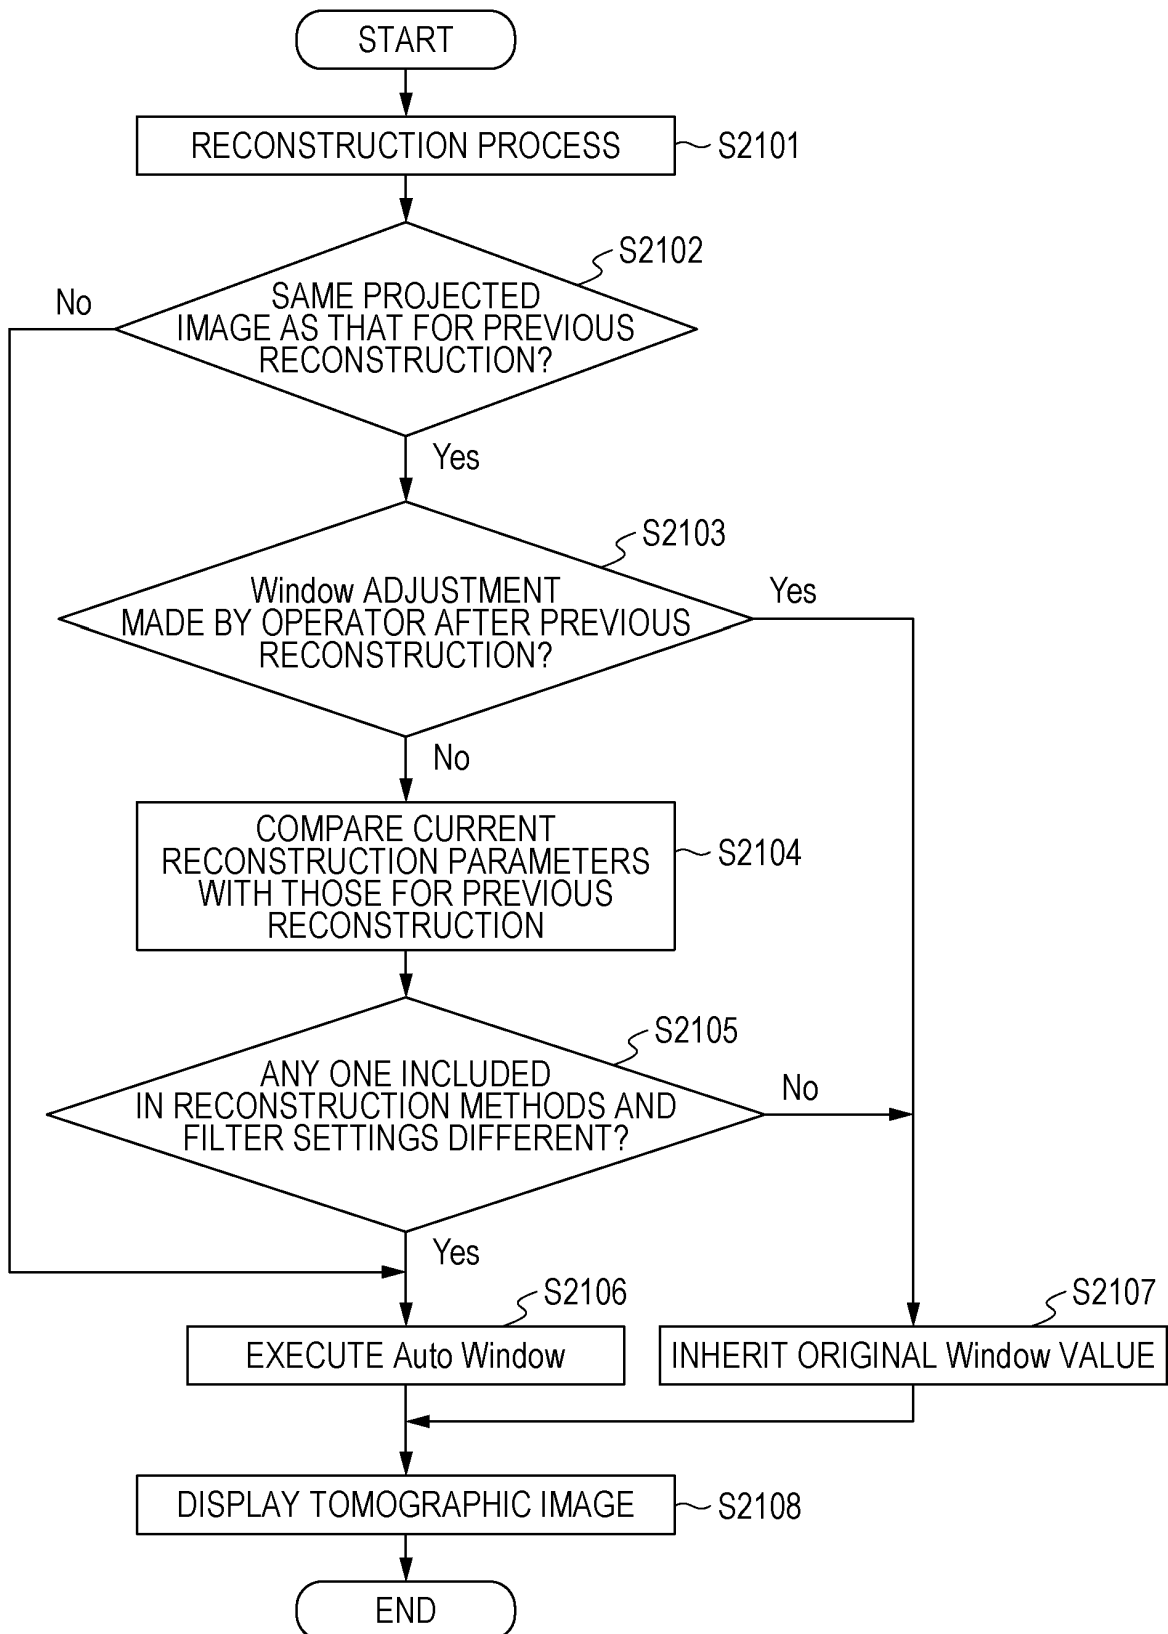 START
RECONSTRUCTION PROCESS
S2101
S2102
SAME PROJECTED
IMAGE AS THAT FOR PREVIOUS
RECONSTRUCTION?
No
Yes
S2103
Window ADJUSTMENT
MADE BY OPERATOR AFTER PREVIOUS
RECONSTRUCTION?
Yes
No
COMPARE CURRENT
RECONSTRUCTION PARAMETERS
WITH THOSE FOR PREVIOUS
RECONSTRUCTION
S2104
S2105
ANY ONE INCLUDED
IN RECONSTRUCTION METHODS AND
FILTER SETTINGS DIFFERENT?
No
Yes
S2106
EXECUTE Auto Window
S2107
INHERIT ORIGINAL Window VALUE
DISPLAY TOMOGRAPHIC IMAGE
S2108
END